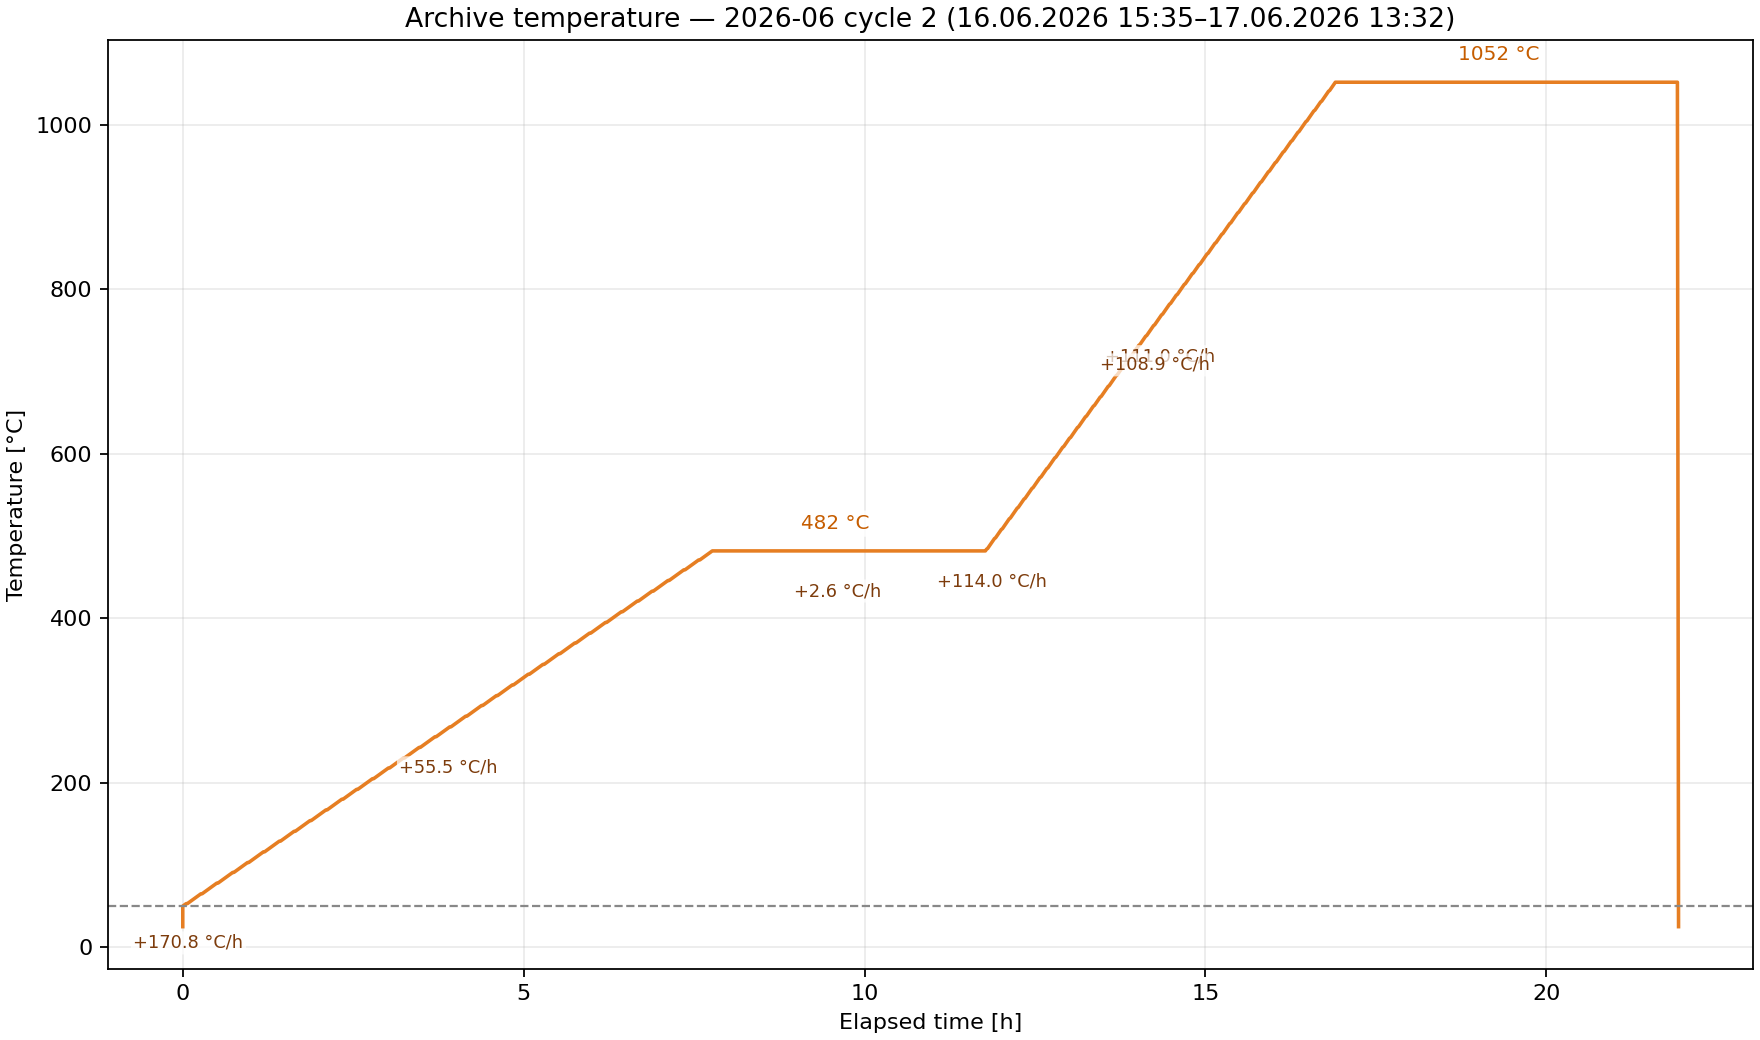 Archive temperature — 2026-06 cycle 2 (16.06.2026 15:35–17.06.2026 13:32)
1052 °C
1000
800
+111.0 °C/h
+108.9 °C/h
600
482 °C
+114.0 °C/h
+2.6 °C/h
400
+55.5 °C/h
200
+170.8 °C/h
0
0 5 10 15 20
Temperature [°C]
Elapsed time [h]